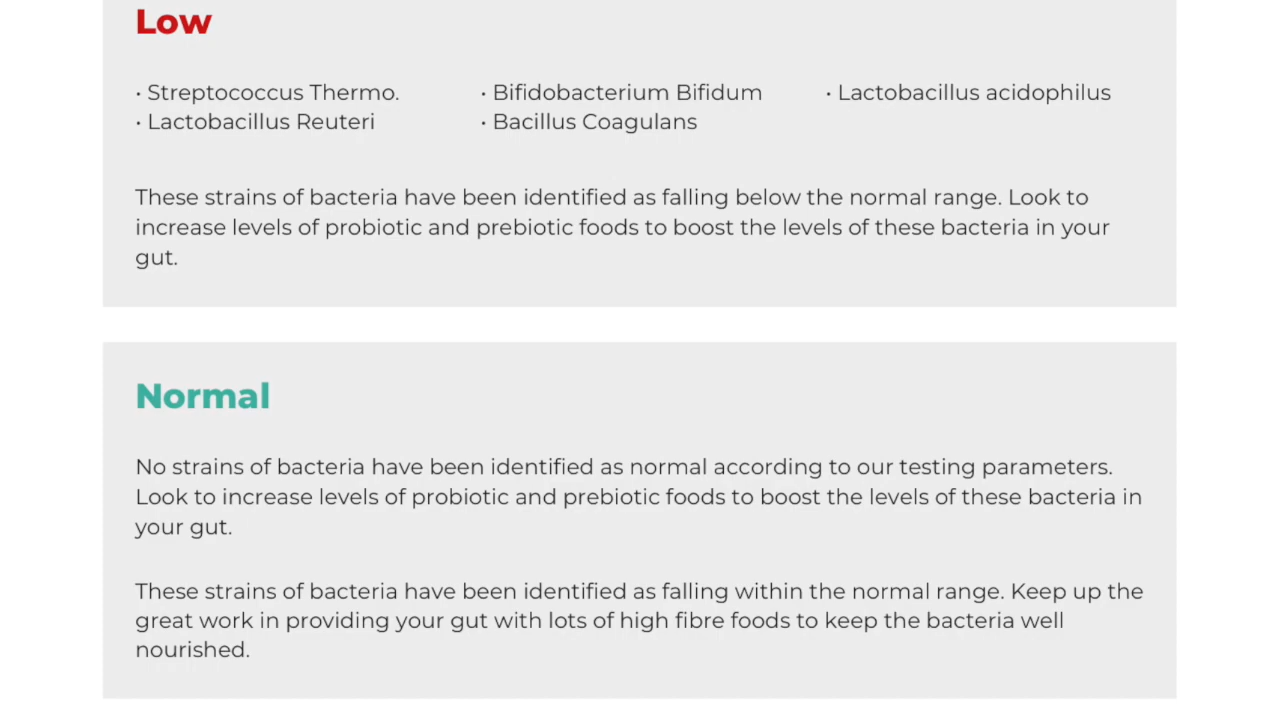 Low
• Streptococcus Thermo. • Bifidobacterium Bifidum • Lactobacillus acidophilus
• Lactobacillus Reuteri • Bacillus Coagulans
These strains of bacteria have been identified as falling below the normal range. Look to
increase levels of probiotic and prebiotic foods to boost the levels of these bacteria in your
gut.
Normal
No strains of bacteria have been identified as normal according to our testing parameters.
Look to increase levels of probiotic and prebiotic foods to boost the levels of these bacteria in
your gut.
These strains of bacteria have been identified as falling within the normal range. Keep up the
great work in providing your gut with lots of high fibre foods to keep the bacteria well
nourished.